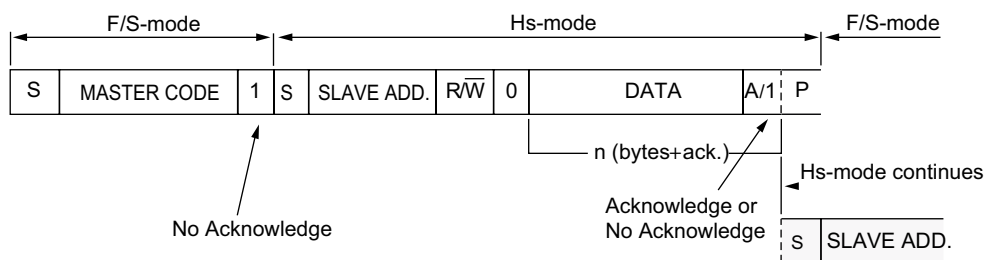 F/S-mode Hs-mode F/S-mode
S MASTER CODE 1 S SLAVE ADD. R/W̅ 0 DATA A/1 P
n (bytes+ack.)
Hs-mode continues
No Acknowledge
Acknowledge or
No Acknowledge
S SLAVE ADD.